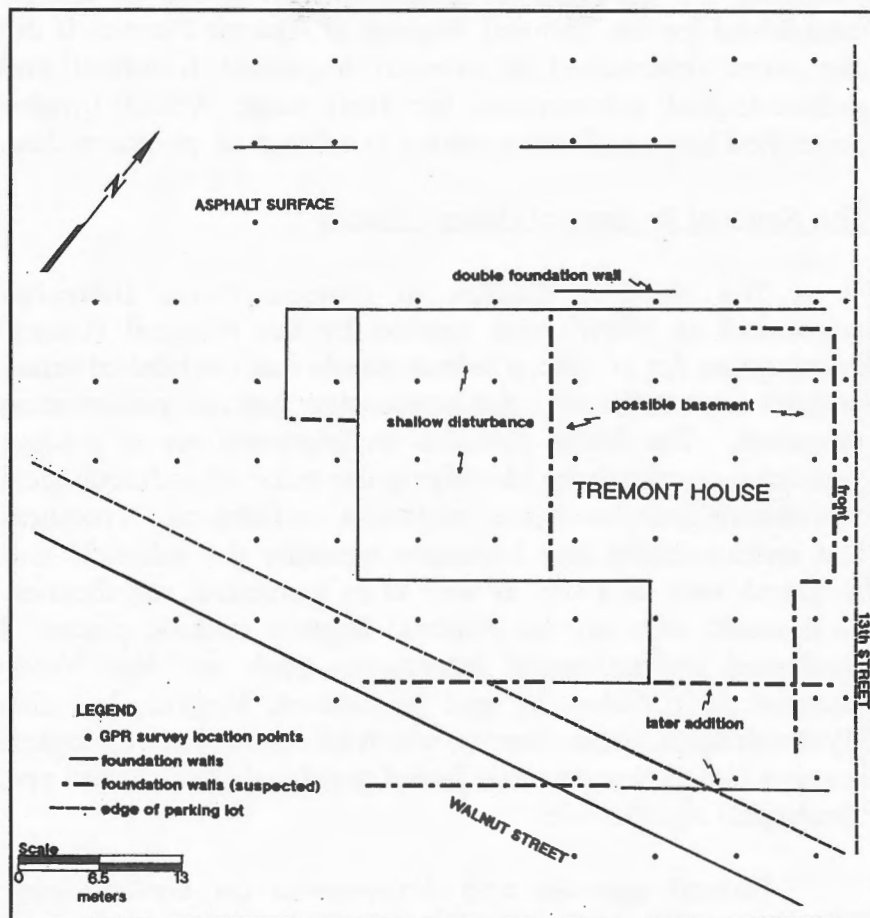 N
ASPHALT SURFACE
double foundation wall
shallow disturbance
possible basement
TREMONT HOUSE
front
13th STREET
later addition
LEGEND
GPR survey location points
foundation walls
foundation walls (suspected)
edge of parking lot
WALNUT STREET
Scale
0 6.5 13
meters